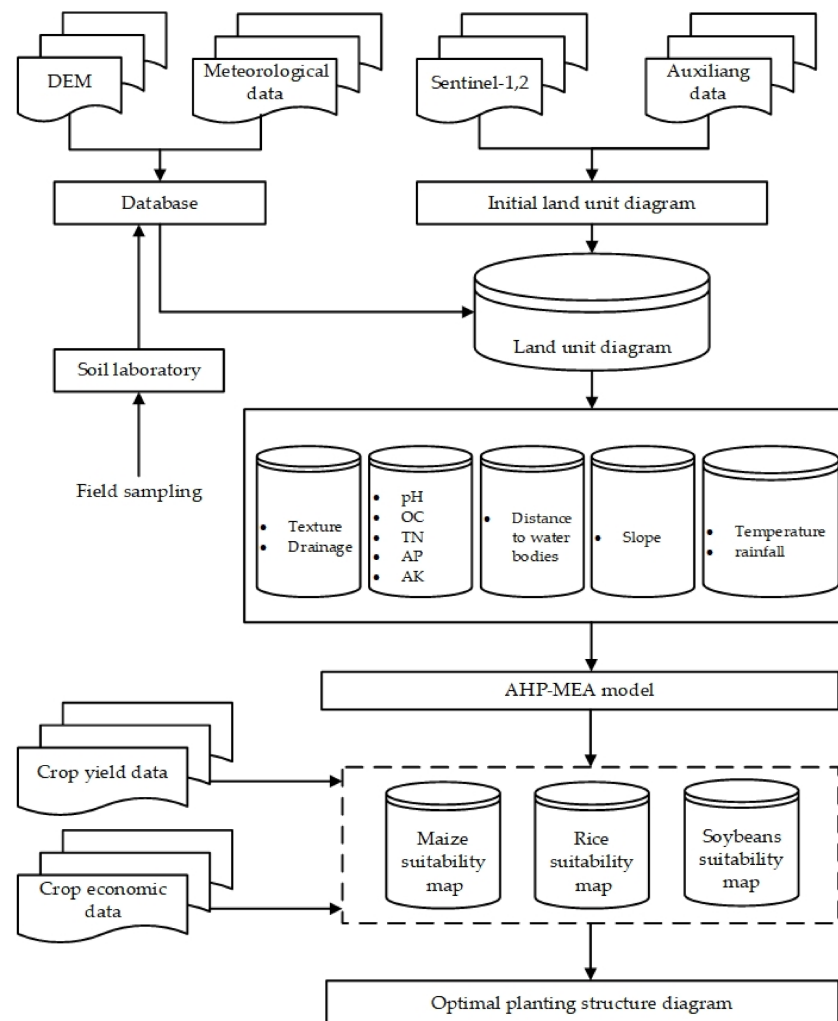 DEM
Meteorological
data
Sentinel-1,2
Auxiliang
data
Database
Initial land unit diagram
Land unit diagram
Soil laboratory
Field sampling
• Texture
• Drainage
• pH
• OC
• TN
• AP
• AK
• Distance
to water
bodies
• Slope
• Temperature
• rainfall
AHP-MEA model
Crop yield data
Crop economic
data
Maize
suitability
map
Rice
suitability
map
Soybeans
suitability
map
Optimal planting structure diagram